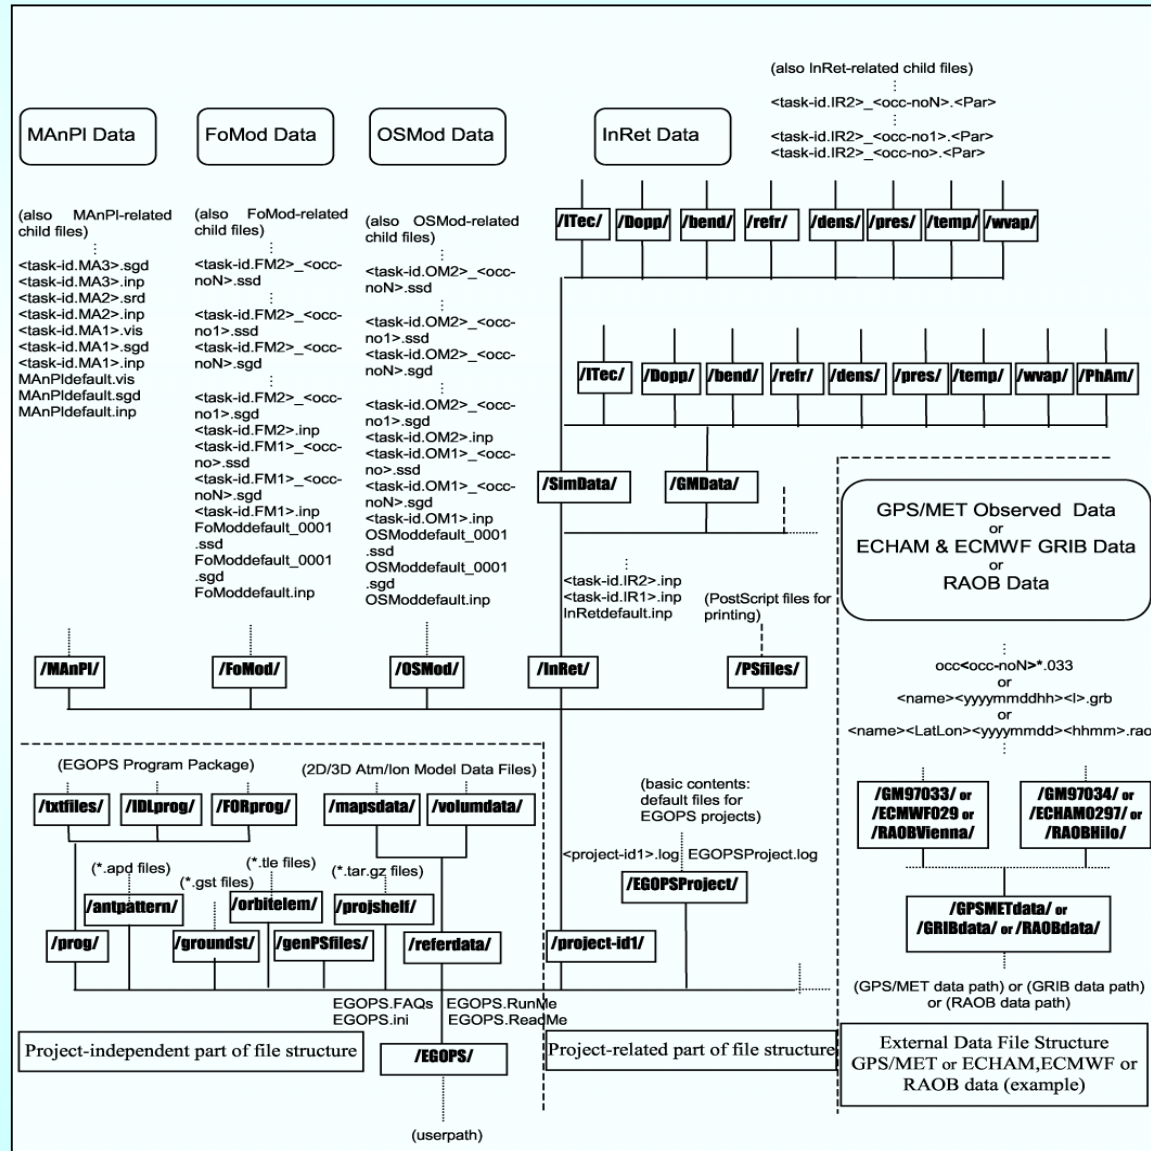 (also InRet-related child files)
<task-id.IR2>_<occ-noN>.<Par>
<task-id.IR2>_<occ-no1>.<Par>
<task-id.IR2>_<occ-no>.<Par>
MAnPl Data
FoMod Data
OSMod Data
InRet Data
(also MAnPl-related
child files)
<task-id.MA3>.sgd
<task-id.MA3>.inp
<task-id.MA2>.srd
<task-id.MA2>.inp
<task-id.MA1>.vis
<task-id.MA1>.sgd
<task-id.MA1>.inp
MAnPldefault.vis
MAnPldefault.sgd
MAnPldefault.inp
(also FoMod-related
child files)
<task-id.FM2>_<occ-
noN>.ssd
<task-id.FM2>_<occ-
no1>.ssd
<task-id.FM2>_<occ-
noN>.sgd
<task-id.FM2>_<occ-
no1>.sgd
<task-id.FM2>.inp
<task-id.FM1>_<occ-
no>.ssd
<task-id.FM1>_<occ-
noN>.sgd
<task-id.FM1>.inp
FoModdefault_0001
.ssd
FoModdefault_0001
.sgd
FoModdefault.inp
(also OSMod-related
child files)
<task-id.OM2>_<occ-
noN>.ssd
<task-id.OM2>_<occ-
no1>.ssd
<task-id.OM2>_<occ-
noN>.sgd
<task-id.OM2>_<occ-
no1>.sgd
<task-id.OM2>.inp
<task-id.OM1>_<occ-
no>.ssd
<task-id.OM1>_<occ-
noN>.sgd
<task-id.OM1>.inp
OSModdefault_0001
.ssd
OSModdefault_0001
.sgd
OSModdefault.inp
/ITec/ /Dopp/ /bend/ /refr/ /dens/ /pres/ /temp/ /wvap/
/ITec/ /Dopp/ /bend/ /refr/ /dens/ /pres/ /temp/ /wvap/ /PhAm/
/SimData/ /GMData/
<task-id.IR2>.inp
<task-id.IR1>.inp
InRetdefault.inp
(PostScript files for
printing)
/MAnPl/ /FoMod/ /OSMod/ /InRet/ /PSfiles/
GPS/MET Observed Data
or
ECHAM & ECMWF GRIB Data
or
RAOB Data
occ<occ-noN>*.033
or
<name><yyyymmddhh><l>.grb
or
<name><LatLon><yyyymmdd><hhmm>.rao
/GM97033/ or
/ECMWF029 or
/RAOBVienna/
/GM97034/ or
/ECHAM0297/ or
/RAOBHilo/
/GPSMETdata/ or
/GRIBdata/ or /RAOBdata/
(GPS/MET data path) or (GRIB data path)
or (RAOB data path)
External Data File Structure
GPS/MET or ECHAM,ECMWF or
RAOB data (example)
(EGOPS Program Package)
(2D/3D Atm/Ion Model Data Files)
/txtfiles/ /IDLprog/ /FORprog/ /mapsdata/ /volumdata/
(*.apd files)
(*.gst files)
(*.tle files)
(*.tar.gz files)
/antpattern/ /orbitelem/ /projshelf/
/prog/ /groundst/ /genPSfiles/ /referdata/ /project-id1/
(basic contents:
default files for
EGOPS projects)
<project-id1>.log EGOPSProject.log
/EGOPSProject/
EGOPS.FAQs EGOPS.RunMe
EGOPS.ini EGOPS.ReadMe
Project-independent part of file structure
/EGOPS/
Project-related part of file structure
(userpath)